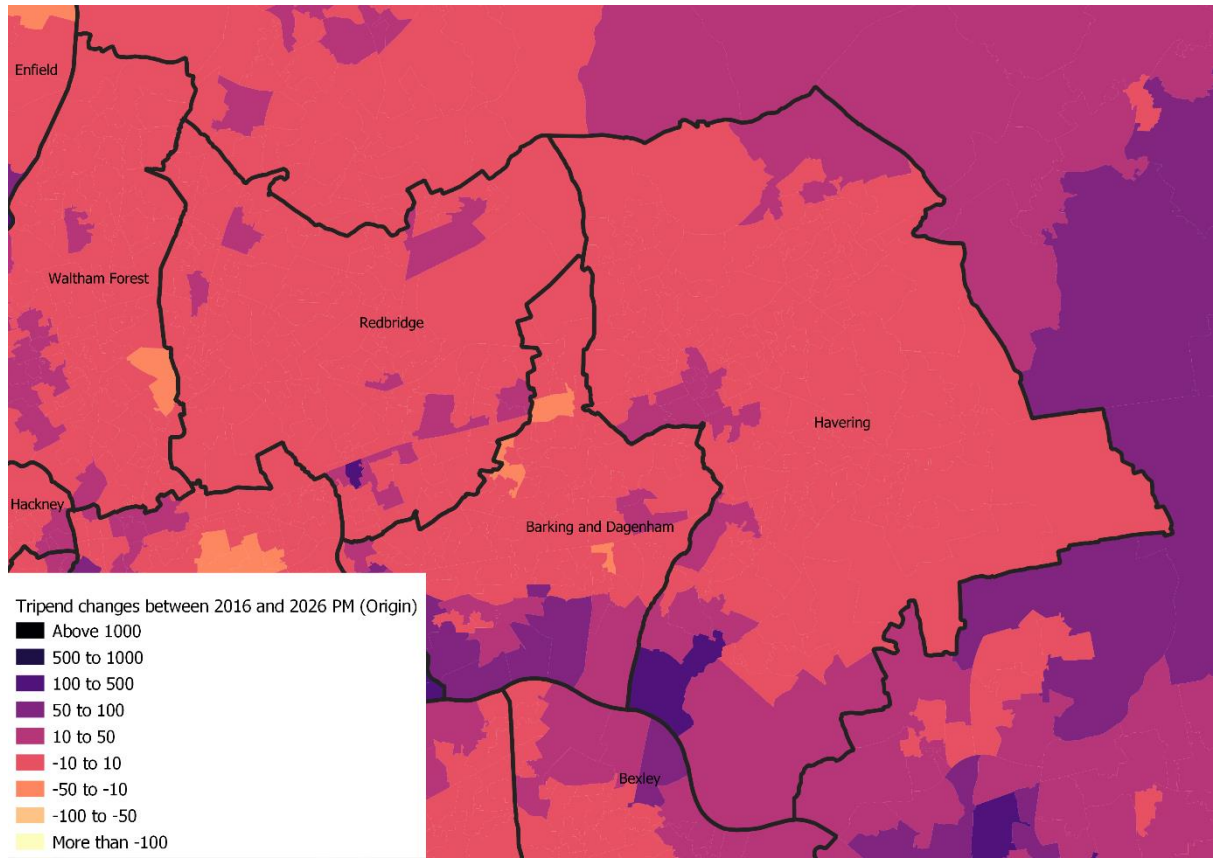 Enfield
Waltham Forest
Redbridge
Havering
Hackney
Barking and Dagenham
Bexley
Tripend changes between 2016 and 2026 PM (Origin)
Above 1000
500 to 1000
100 to 500
50 to 100
10 to 50
-10 to 10
-50 to -10
-100 to -50
More than -100